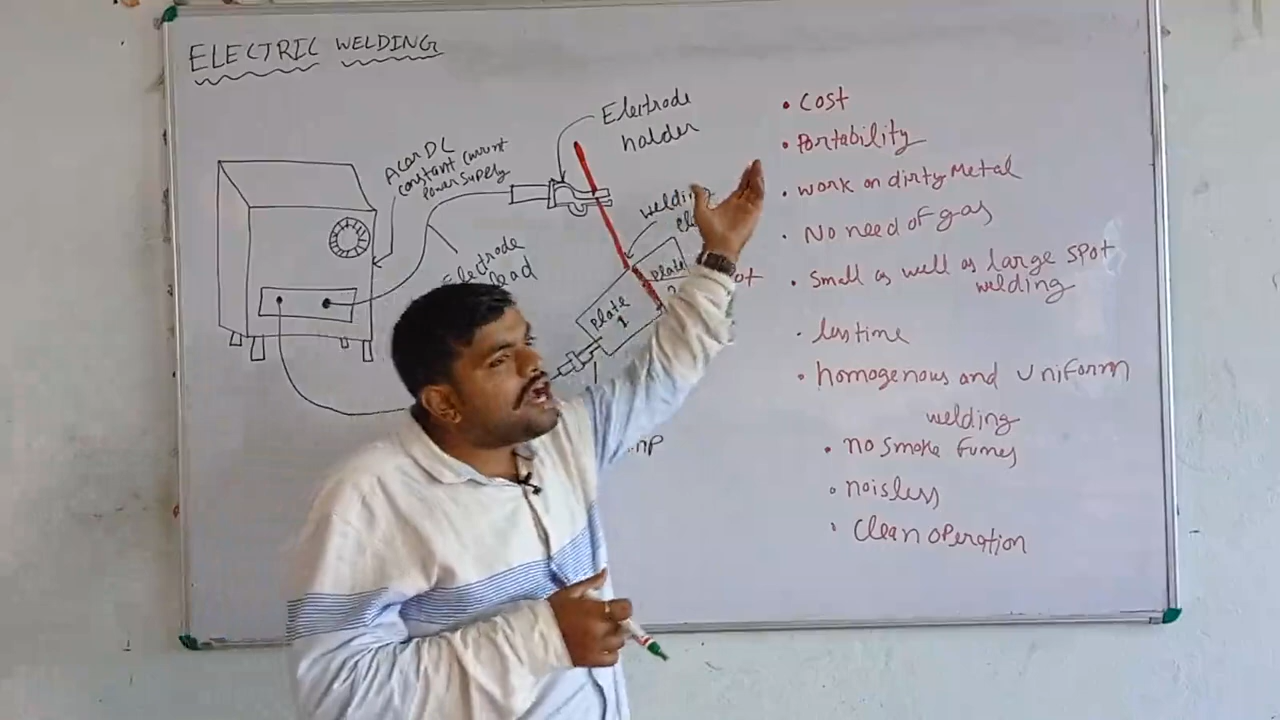 ELECTRIC WELDING
AC or DC
constant current
power supply
Electrode
holder
welding
Electrode
lead
Plate
1
Plate
• Cost
• Portability
• work on dirty Metal
• No need of gas
• Small as well as large spot
welding
• less time
• homogenous and uniform
welding
• no smoke fumes
• noisless
• Clean operation